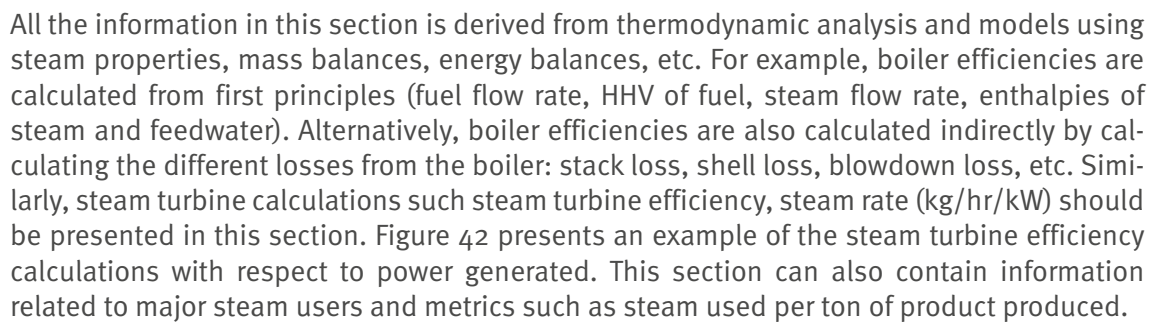 All the information in this section is derived from thermodynamic analysis and models using
steam properties, mass balances, energy balances, etc. For example, boiler efficiencies are
calculated from first principles (fuel flow rate, HHV of fuel, steam flow rate, enthalpies of
steam and feedwater). Alternatively, boiler efficiencies are also calculated indirectly by cal-
culating the different losses from the boiler: stack loss, shell loss, blowdown loss, etc. Simi-
larly, steam turbine calculations such steam turbine efficiency, steam rate (kg/hr/kW) should
be presented in this section. Figure 42 presents an example of the steam turbine efficiency
calculations with respect to power generated. This section can also contain information
related to major steam users and metrics such as steam used per ton of product produced.